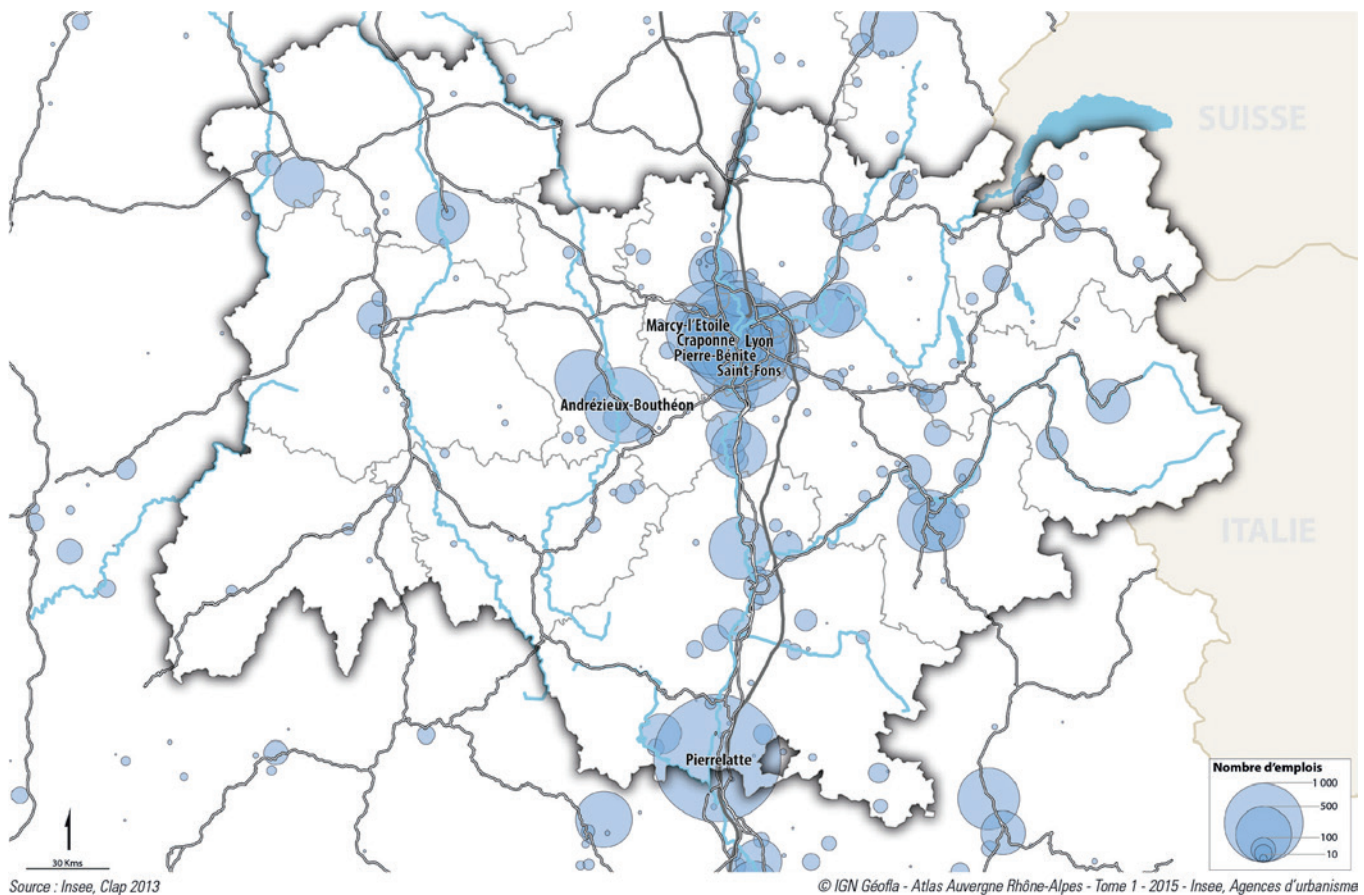 SUISSE
Marcy-l'Etoile
Craponne
Lyon
Pierre-Bénite
Saint-Fons
Andrézieux-Bouthéon
ITALIE
Pierrelatte
Nombre d'emplois
1 000
500
100
10
30 Kms
Source : Insee, Clap 2013
© IGN Géofla - Atlas Auvergne Rhône-Alpes - Tome 1 - 2015 - Insee, Agences d'urbanisme